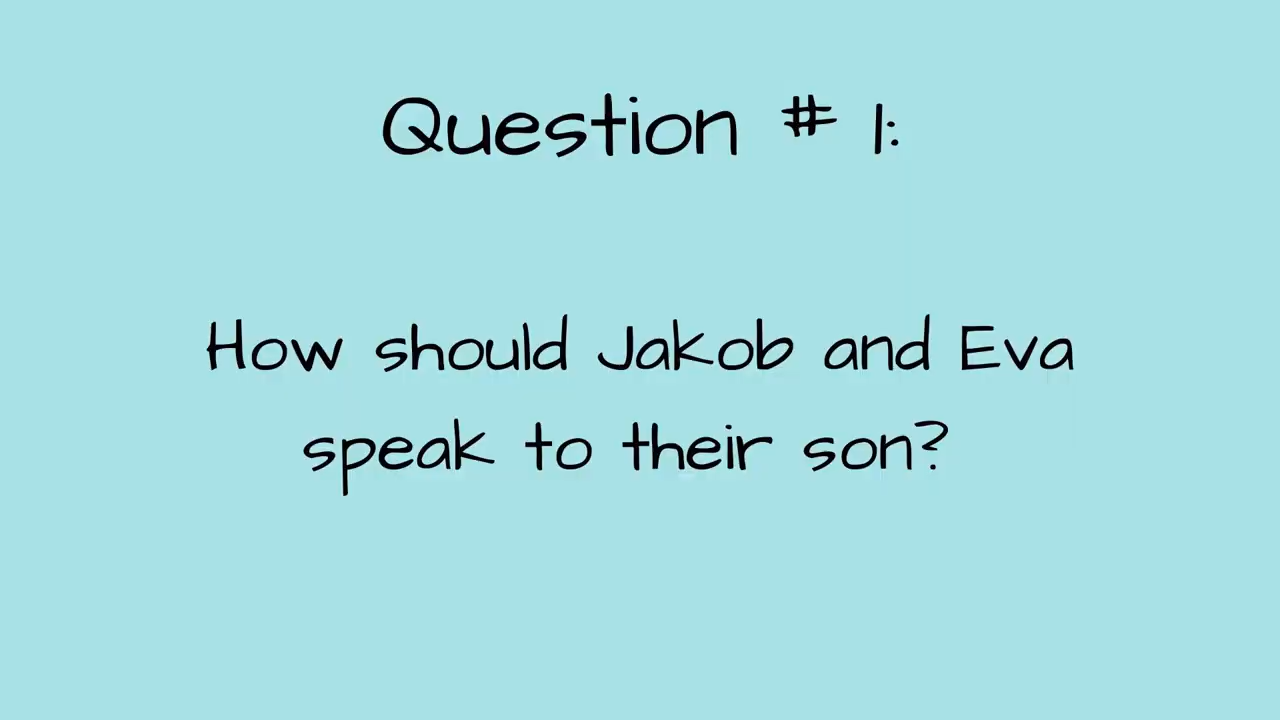 Question # 1:
How should Jakob and Eva
speak to their son?